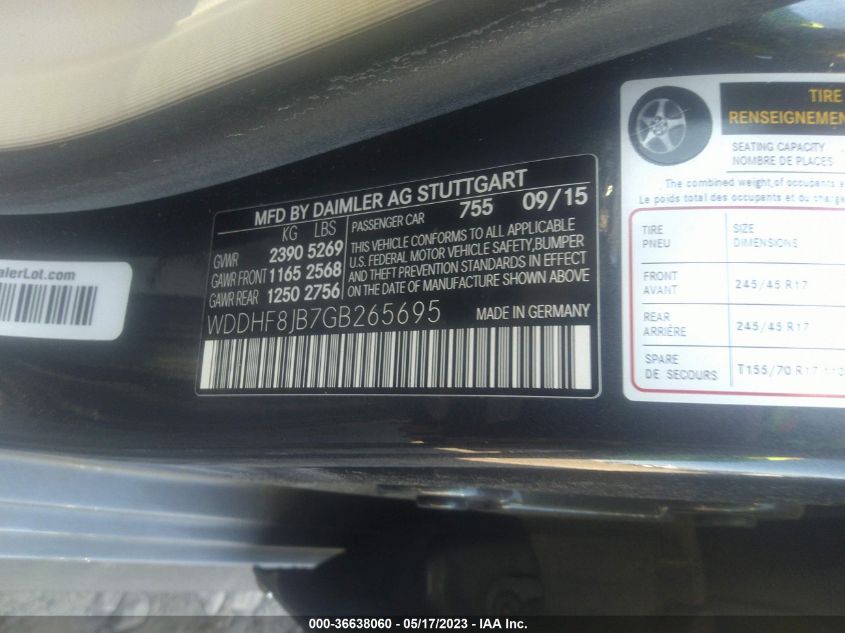 MFD BY DAIMLER AG STUTTGART
KG LBS
PASSENGER CAR 755 09/15
GVWR 2390 5269
GAWR FRONT 1165 2568
GAWR REAR 1250 2756
THIS VEHICLE CONFORMS TO ALL APPLICABLE
U.S. FEDERAL MOTOR VEHICLE SAFETY, BUMPER
AND THEFT PREVENTION STANDARDS IN EFFECT
ON THE DATE OF MANUFACTURE SHOWN ABOVE
WDDHF8JB7GB265695
alerLot.com
TIRE
RENSEIGNEMEN
SEATING CAPACITY
NOMBRE DE PLACES
The combined weight of occupants
Le poids total des occupants et du charge
TIRE SIZE
PNEU DIMENSIONS
FRONT
AVANT 245/45 R17
REAR
ARRIÈRE 245/45 R17
SPARE
DE SECOURS T155/70 R17 110
000-36638060 - 05/17/2023 - IAA Inc.